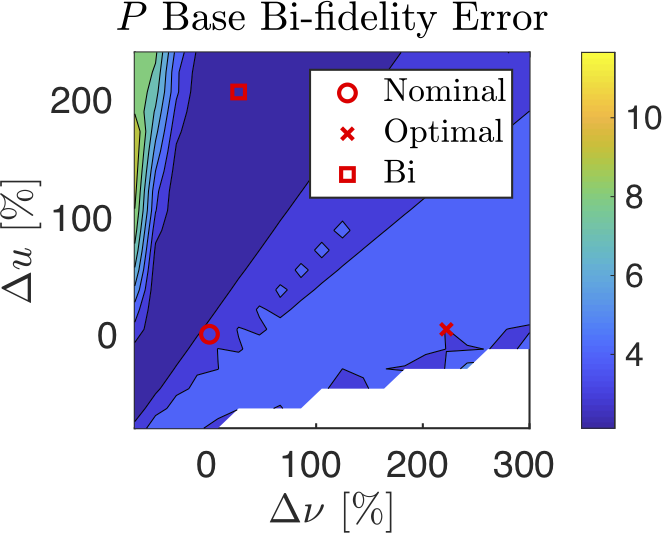 P Base Bi-fidelity Error
200
100
0
Δu [%]
Nominal
Optimal
Bi
0 100 200 300
Δν [%]
10
8
6
4